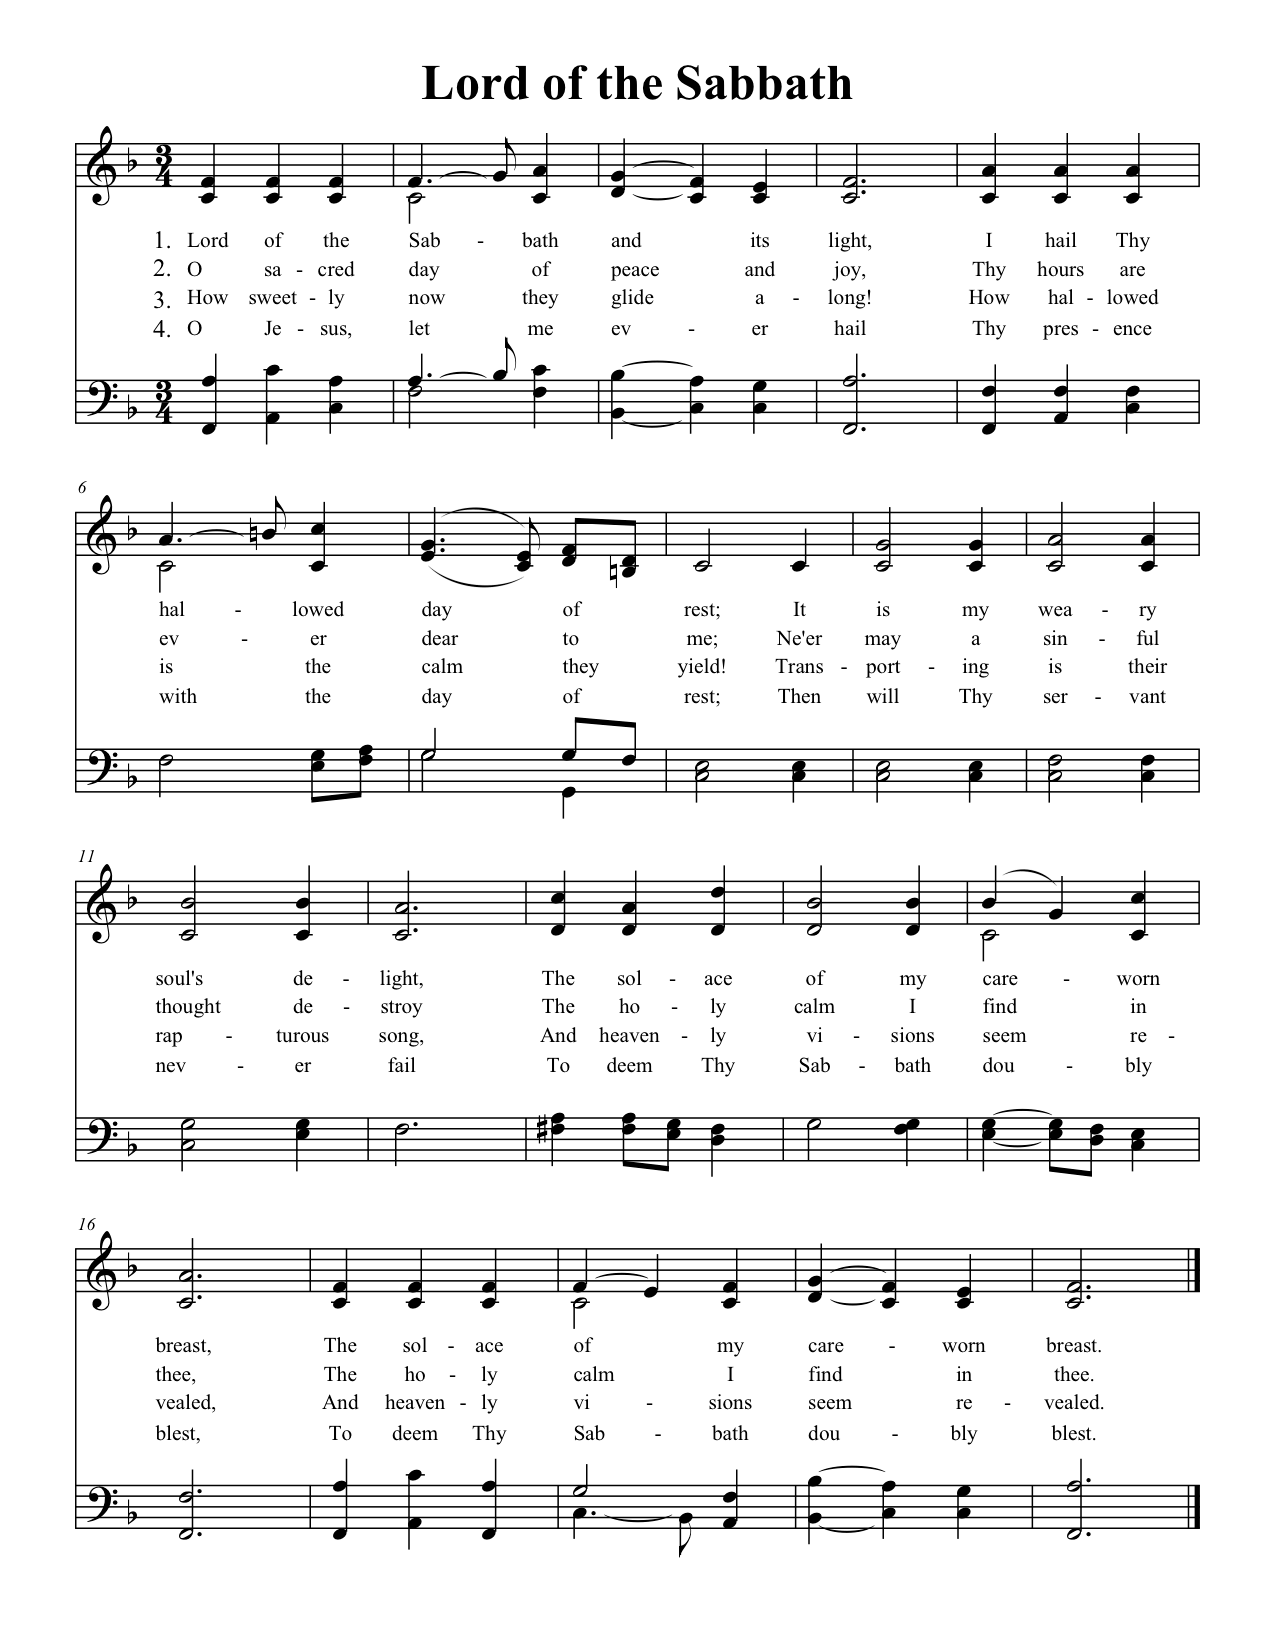 Lord of the Sabbath
3 4
1. Lord of the Sab - bath and its light, I hail Thy
2. O sa - cred day of peace and joy, Thy hours are
3. How sweet - ly now they glide a - long! How hal - lowed
4. O Je - sus, let me ev - er hail Thy pres - ence
3 4
6
hal - lowed day of rest; It is my wea - ry
ev - er dear to me; Ne'er may a sin - ful
is the calm they yield! Trans - port - ing is their
with the day of rest; Then will Thy ser - vant
11
soul's de - light, The sol - ace of my care - worn
thought de - stroy The ho - ly calm I find in
rap - turous song, And heaven - ly vi - sions seem re -
nev - er fail To deem Thy Sab - bath dou - bly
16
breast, The sol - ace of my care - worn breast.
thee, The ho - ly calm I find in thee.
vealed, And heaven - ly vi - sions seem re - vealed.
blest, To deem Thy Sab - bath dou - bly blest.